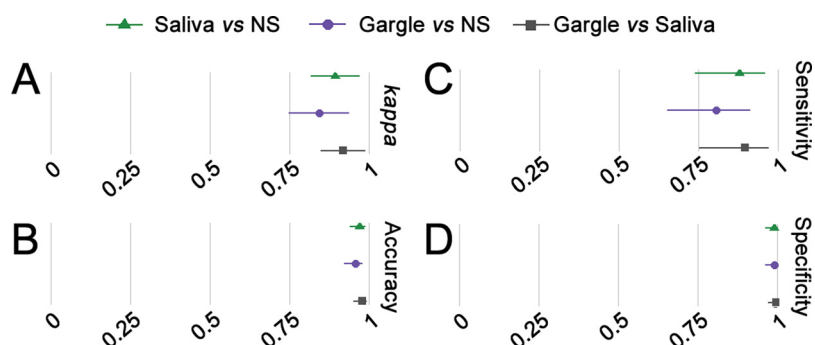 Saliva vs NS Gargle vs NS Gargle vs Saliva
A
kappa
0 0.25 0.5 0.75 1
C
Sensitivity
0 0.25 0.5 0.75 1
B
Accuracy
0 0.25 0.5 0.75 1
D
Specificity
0 0.25 0.5 0.75 1